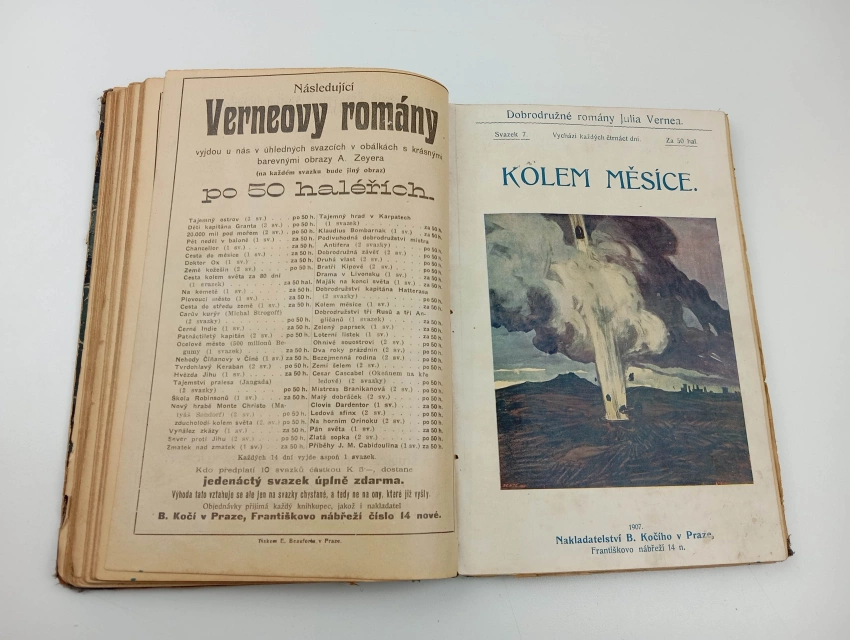 Následující
Verneovy romány
vyjdou u nás v úhledných svazcích v obálkách s krásnými
barevnými obrazy A. Zeyera
(na každém svazku bude jiný obraz)
po 50 haléřích.
Tajemný ostrov (2 sv.) . . po 50 h.
Děti kapitána Granta (2 sv.) . po 50 h.
20.000 mil pod mořem (2 sv.) . po 50 h.
Pět neděl v baloně (1 sv.) . . za 50 h.
Chancellor (1 sv.) . . . . za 50 h.
Cesta do měsíce (1 sv.) . . za 50 h.
Doktor Ox (1 sv.) . . . . za 50 h.
Země kožešin (2 sv.) . . . po 50 h.
Cesta kolem světa za 80 dní
(1 svazek) . . . . . za 50 hal.
Na kometě (1 sv.) . . . . za 50 h.
Plovoucí město (1 sv.) . . . za 50 h.
Cesta do středu země (1 sv.) . za 50 h.
Carův kurýr (Michal Strogoff)
(2 svazky) . . . . . po 50 h.
Černá Indie (1 sv.) . . . . za 50 h.
Patnáctiletý kapitán (2 sv.) . po 50 h.
Ocelové město (500 milionů Be-
gumy (1 svazek) . . . . za 50 h.
Nehody Číňanovy v Číně (1 sv.) za 50 h.
Tvrdohlavý Keraban (2 sv.) . po 50 h.
Hvězda Jihu (1 sv.) . . . . za 50 h.
Tajemství pralesa (Jangada)
(2 svazky) . . . . . po 50 h.
Škola Robinsonů (1 sv.) . . za 50 h.
Nový hrabě Monte Christo (Ma-
zducholodí kolem světa (2 sv.) po 50 h.
Vynález zkázy (1 sv.) . . . za 50 h.
Sever proti Jihu (2 sv.) . . po 50 h.
Zmatek nad zmatek (1 sv.) . za 50 h.
Tajemný hrad v Karpatech
(1 svazek) . . . . . za 50 h.
Klaudius Bombarnak (1 sv.) . za 50 h.
Podivuhodná dobrodružství mistra
Antifera (2 svazky) . . . po 50 h.
Dobrodružná závěť (2 sv.) . po 50 h.
Druhá vlast (2 sv.) . . . po 50 h.
Bratři Kipové (2 sv.) . . . po 50 h.
Drama v Livonsku (1 sv.) . za 50 h.
Maják na konci světa (1 sv.) . za 50 h.
Dobrodružství kapitána Hatterasa
(2 svazky) . . . . . po 50 h.
Kolem měsíce (1 sv.) . . . za 50 h.
Dobrodružství tří Rusů a tří An-
gličanů (1 svazek) . . . za 50 h.
Zelený paprsek (1 sv.) . . . za 50 h.
Loterní lístek (1 sv.) . . . za 50 h.
Ohnivé souostroví (2 sv.) . . po 50 h.
Dva roky prázdnin (2 sv.) . po 50 h.
Bezejmenná rodina (2 sv.) . po 50 h.
Zemí šelem (2 sv.) . . . . po 50 h.
Cesar Cascabel (Oknónem na kře
ledové) (2 svazky) . . . po 50 h.
Mistress Branikanová (2 sv.) . po 50 h.
Malý dobráček (2 sv.) . . . po 50 h.
Clovis Dardentor (1 sv.) . . za 50 h.
Ledová sfinx (2 sv.) . . . po 50 h.
Na horním Orinoku (2 sv.) . po 50 h.
Pán světa (1 sv.) . . . . za 50 h.
Zlatá sopka (2 sv.) . . . . po 50 h.
Příběhy J. M. Cabidoulina (1 sv.) za 50 h.
Každých 14 dní vyjde aspoň 1 svazek.
Kdo předplatí 10 svazků částkou K 5·—, dostane
jedenáctý svazek úplně zdarma.
Výhoda tato vztahuje se ale jen na svazky chystané, a tedy ne na ony, které již vyšly.
Objednávky přijímá každý knihkupec, jakož i nakladatel
B. Kočí v Praze, Františkovo nábřeží číslo 14 nové.
Tiskem E. Beauforta v Praze.
Dobrodružné romány Julia Vernea.
Svazek 7. Vychází každých čtrnáct dní. Za 50 hal.
KOLEM MĚSÍCE.
1907.
Nakladatelství B. Kočího v Praze,
Františkovo nábřeží 14 n.